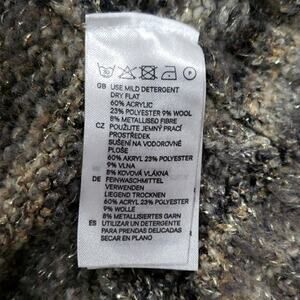 GB USE MILD DETERGENT
DRY FLAT
60% ACRYLIC
23% POLYESTER 9% WOOL
8% METALLISED FIBRE
CZ POUŽIJTE JEMNÝ PRACÍ
PROSTŘEDEK
SUŠENÍ NA VODOROVNÉ
PLOŠE
60% AKRYL 23% POLYESTER
9% VLNA
8% KOVOVÁ VLÁKNA
DE FEINWASCHMITTEL
VERWENDEN
LIEGEND TROCKNEN
60% ACRYL 23% POLYESTER
9% WOLLE
8% METALLISIERTES GARN
ES UTILIZAR UN DETERGENTE
PARA PRENDAS DELICADAS
SECAR EN PLANO